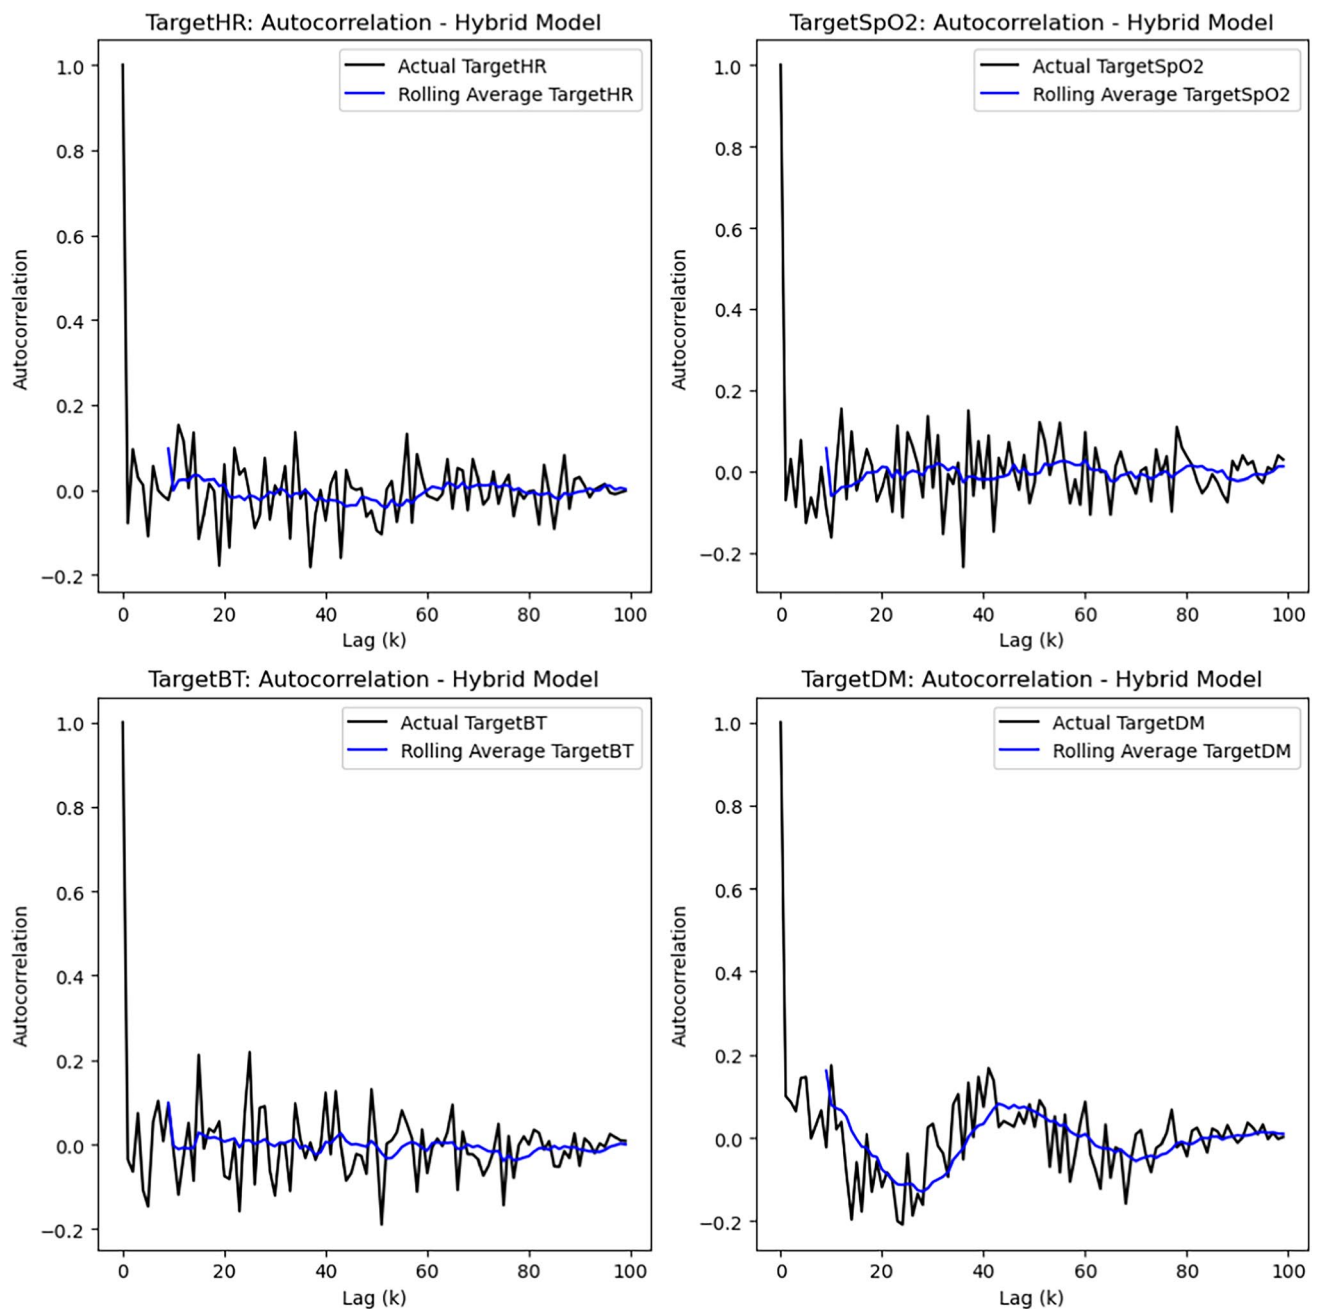 TargetHR: Autocorrelation - Hybrid Model
Actual TargetHR
Rolling Average TargetHR
Autocorrelation
1.0
0.8
0.6
0.4
0.2
0.0
−0.2
0 20 40 60 80 100
Lag (k)
TargetSpO2: Autocorrelation - Hybrid Model
Actual TargetSpO2
Rolling Average TargetSpO2
Autocorrelation
1.0
0.8
0.6
0.4
0.2
0.0
−0.2
0 20 40 60 80 100
Lag (k)
TargetBT: Autocorrelation - Hybrid Model
Actual TargetBT
Rolling Average TargetBT
Autocorrelation
1.0
0.8
0.6
0.4
0.2
0.0
−0.2
0 20 40 60 80 100
Lag (k)
TargetDM: Autocorrelation - Hybrid Model
Actual TargetDM
Rolling Average TargetDM
Autocorrelation
1.0
0.8
0.6
0.4
0.2
0.0
−0.2
0 20 40 60 80 100
Lag (k)